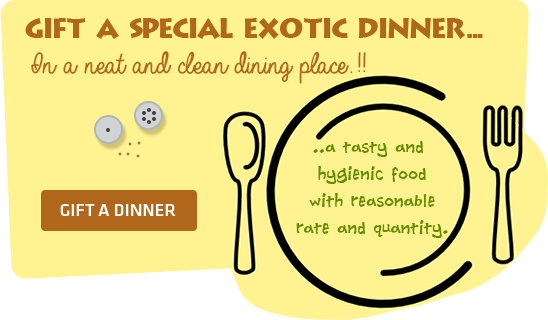 GIFT A SPECIAL EXOTIC DINNER...
In a neat and clean dining place.!!
..a tasty and
hygienic food
with reasonable
rate and quantity.
GIFT A DINNER